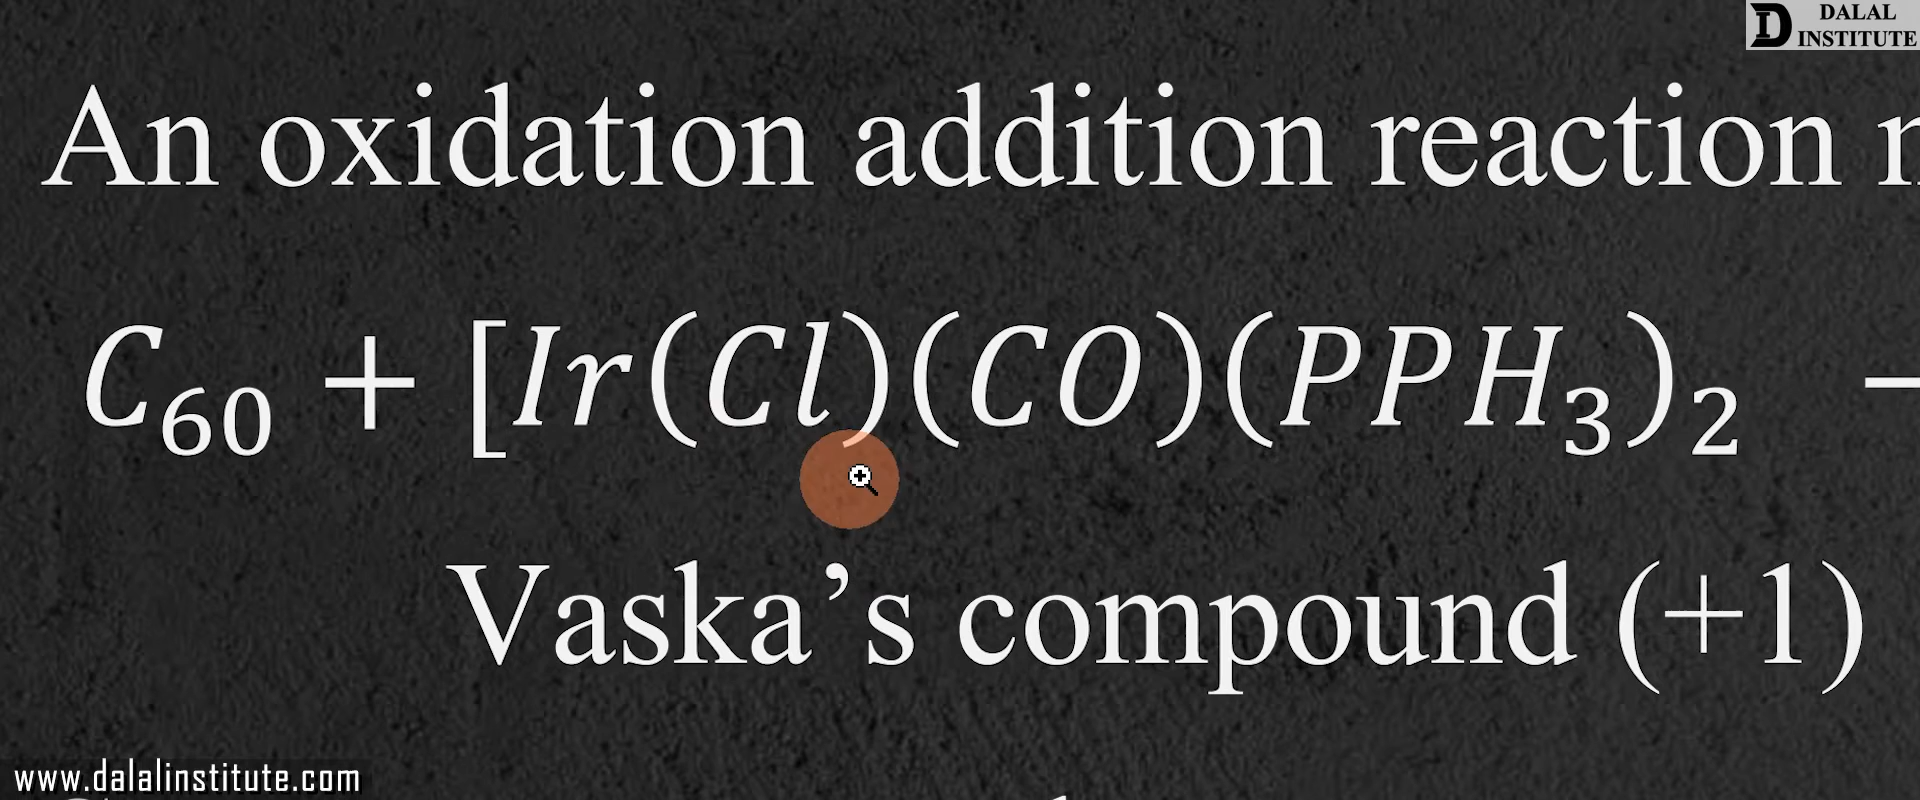 DALAL
INSTITUTE
An oxidation addition reaction
C₆₀ + [Ir(Cl)(CO)(PPH₃)₂ –
Vaska’s compound (+1)
www.dalalinstitute.com